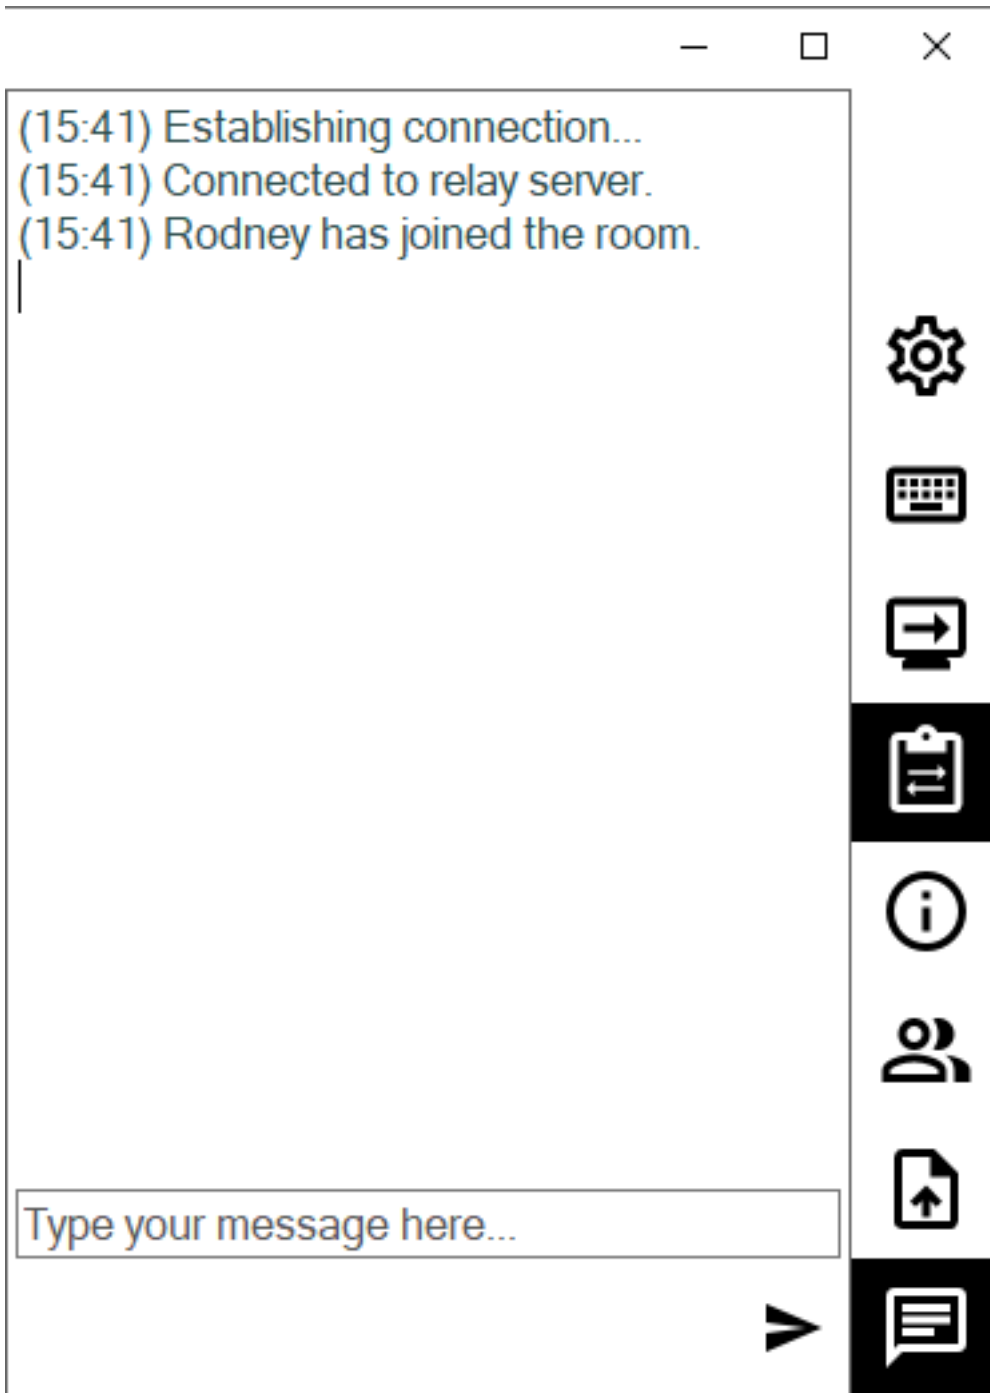 (15:41) Establishing connection...
(15:41) Connected to relay server.
(15:41) Rodney has joined the room.
Type your message here...